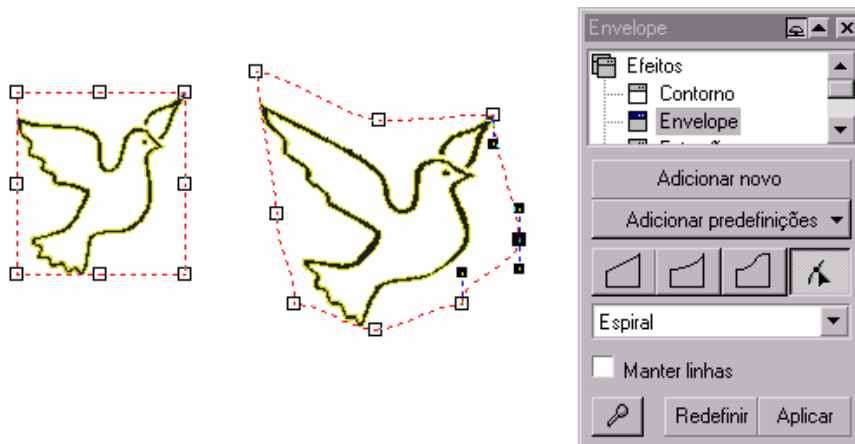 Envelope
Efeitos
Contorno
Envelope
Adicionar novo
Adicionar predefinições
Espiral
Manter linhas
Redefinir
Aplicar